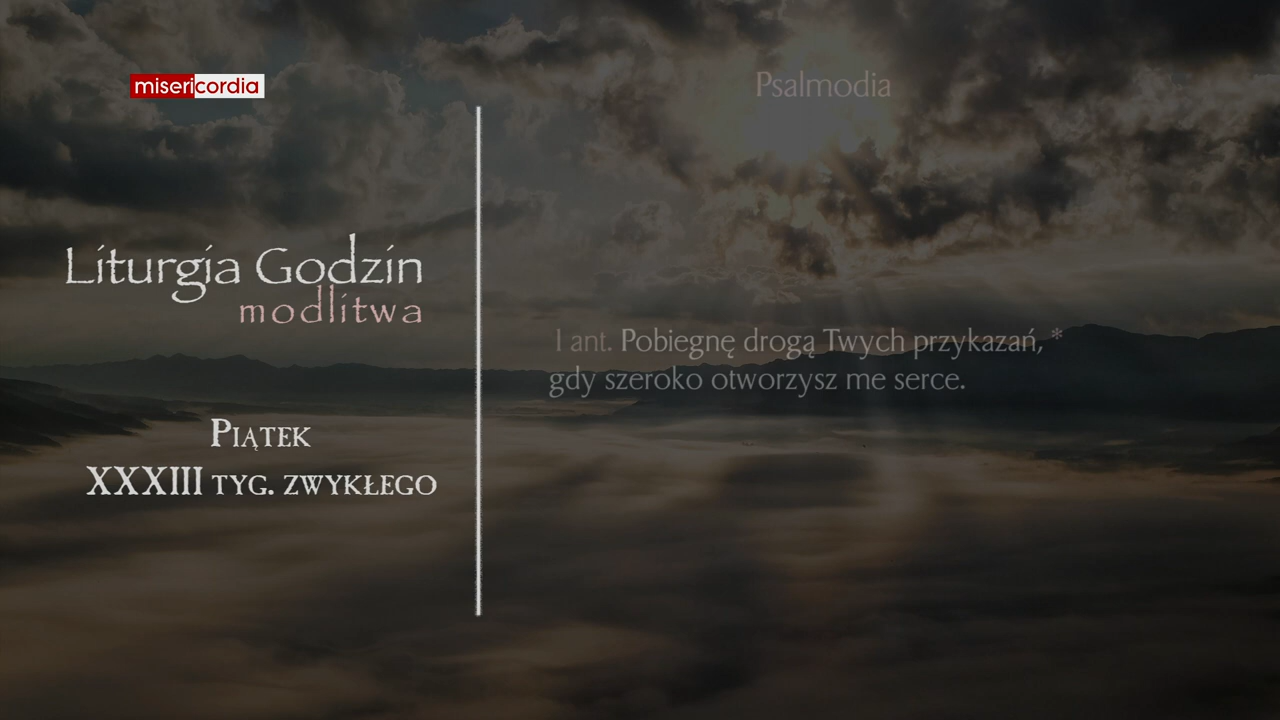 misericordia
Liturgia Godzin
modlitwa
Piątek
XXXIII tyg. zwykłego
Psalmodia
I ant. Pobiegnę drogą Twych przykazań,*
gdy szeroko otworzysz me serce.